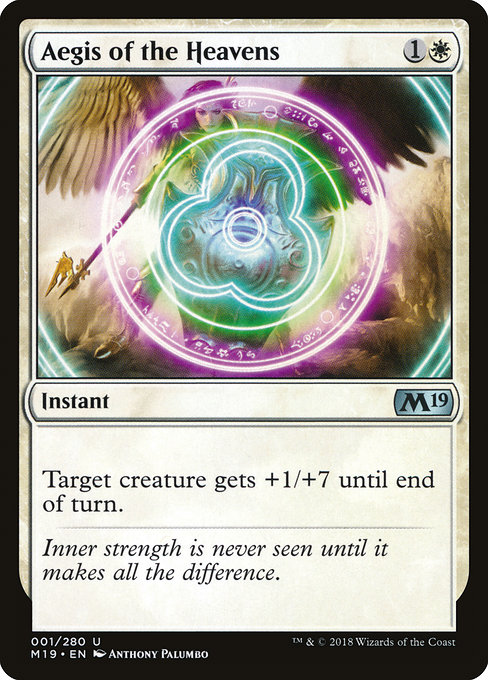 Aegis of the Heavens 1
Instant M19
Target creature gets +1/+7 until end
of turn.
Inner strength is never seen until it
makes all the difference.
001/280 U
M19 • EN Anthony Palumbo
™ & © 2018 Wizards of the Coast